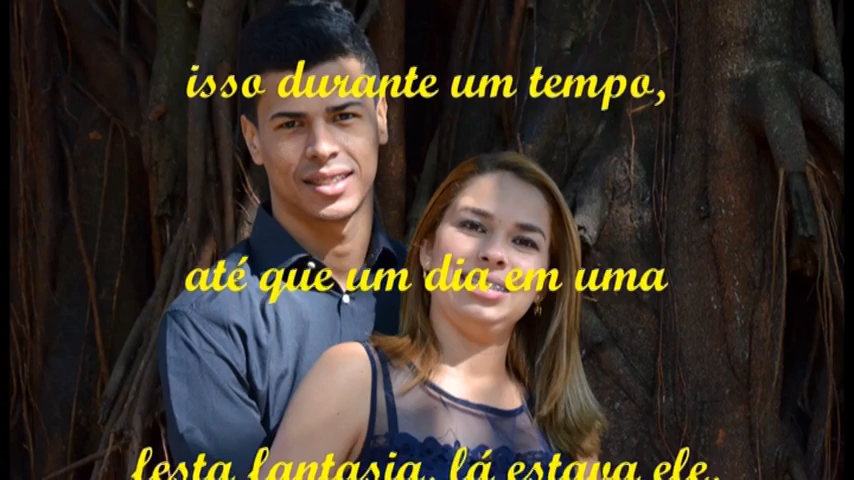 isso durante um tempo,
até que um dia em uma
festa fantasia, lá estava ele,